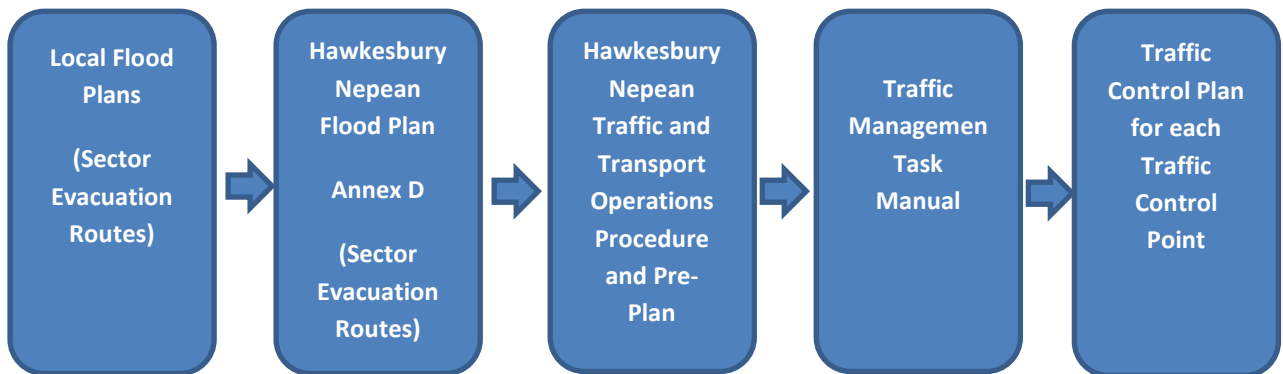 Local Flood
Plans
(Sector
Evacuation
Routes)
Hawkesbury
Nepean
Flood Plan
Annex D
(Sector
Evacuation
Routes)
Hawkesbury
Nepean
Traffic and
Transport
Operations
Procedure
and Pre-
Plan
Traffic
Managemen
Task
Manual
Traffic
Control Plan
for each
Traffic
Control
Point